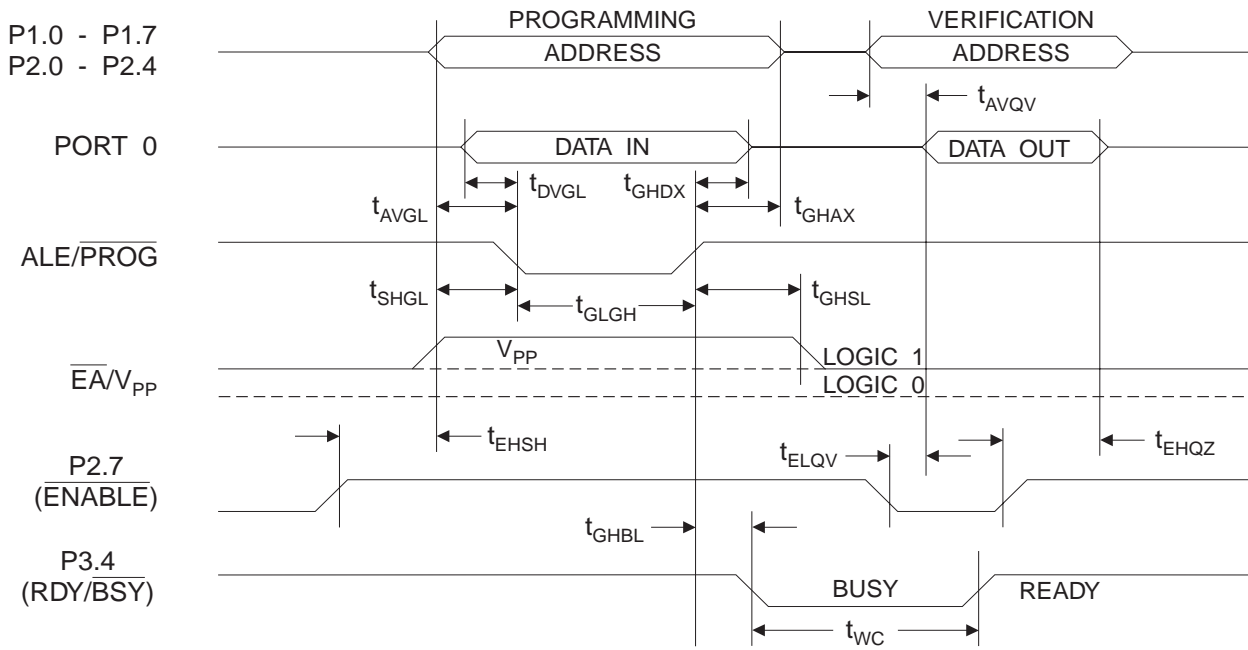 PROGRAMMING VERIFICATION
P1.0 - P1.7
P2.0 - P2.4
ADDRESS ADDRESS
tAVQV
PORT 0 DATA IN DATA OUT
tDVGL tGHDX
tAVGL tGHAX
ALE/PROG
tSHGL tGLGH tGHSL
VPP LOGIC 1
EA/VPP LOGIC 0
tEHSH tELQV tEHQZ
P2.7
(ENABLE)
tGHBL
P3.4
(RDY/BSY) BUSY READY
tWC